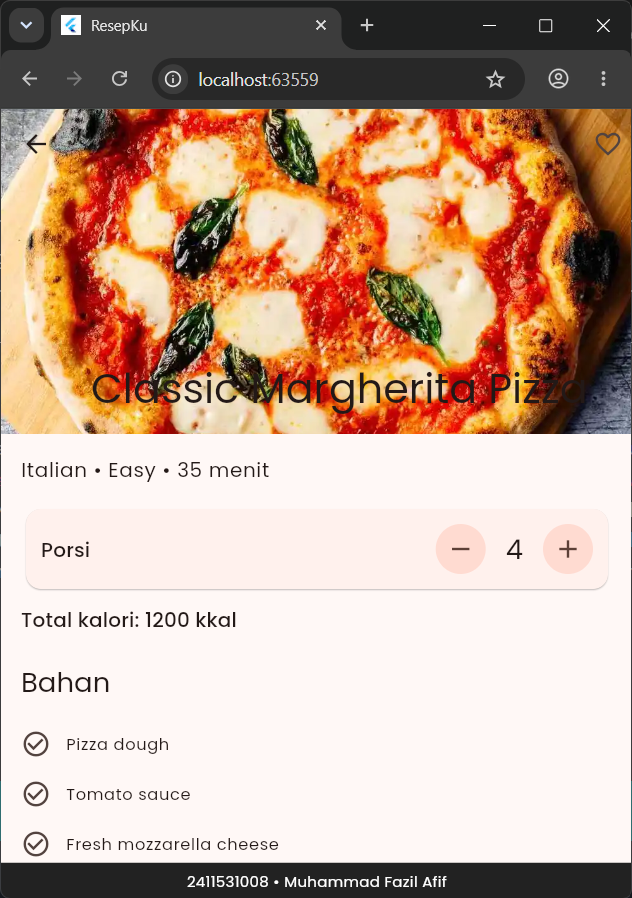 ResepKu
localhost:63559
Classic Margherita Pizza
Italian • Easy • 35 menit
Porsi
4
Total kalori: 1200 kkal
Bahan
Pizza dough
Tomato sauce
Fresh mozzarella cheese
2411531008 • Muhammad Fazil Afif